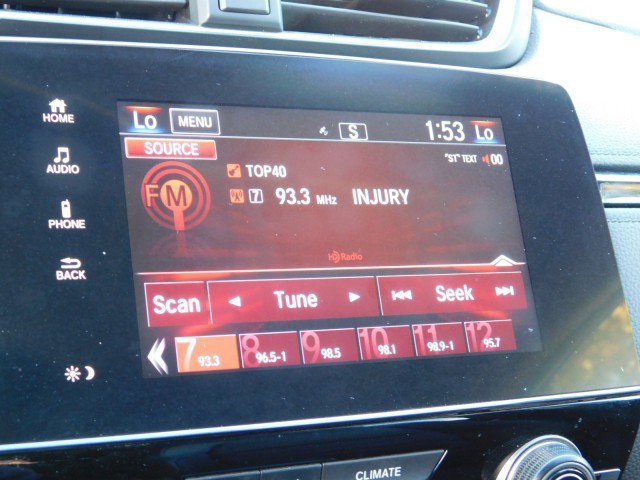 HOME
AUDIO
PHONE
BACK
Lo MENU S 1:53 Lo
SOURCE
"ST" TEXT 00
FM
TOP40
7 93.3 MHz INJURY
HD Radio
Scan Tune Seek
7 93.3 8 96.5-1 9 98.5 10 98.1 11 98.9-1 12 95.7
CLIMATE